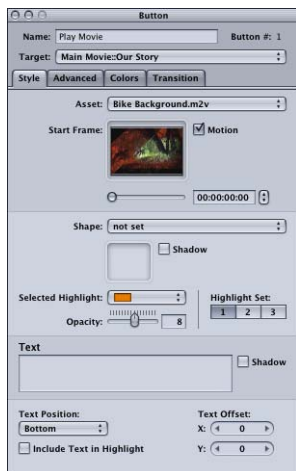 Button
Name: Play Movie Button #: 1
Target: Main Movie::Our Story
Style Advanced Colors Transition
Asset: Bike Background.m2v
Start Frame: Motion
00:00:00:00
Shape: not set
Shadow
Selected Highlight: Highlight Set:
1 2 3
Opacity: 8
Text
Shadow
Text Position: Text Offset:
Bottom X: 0
Include Text in Highlight Y: 0